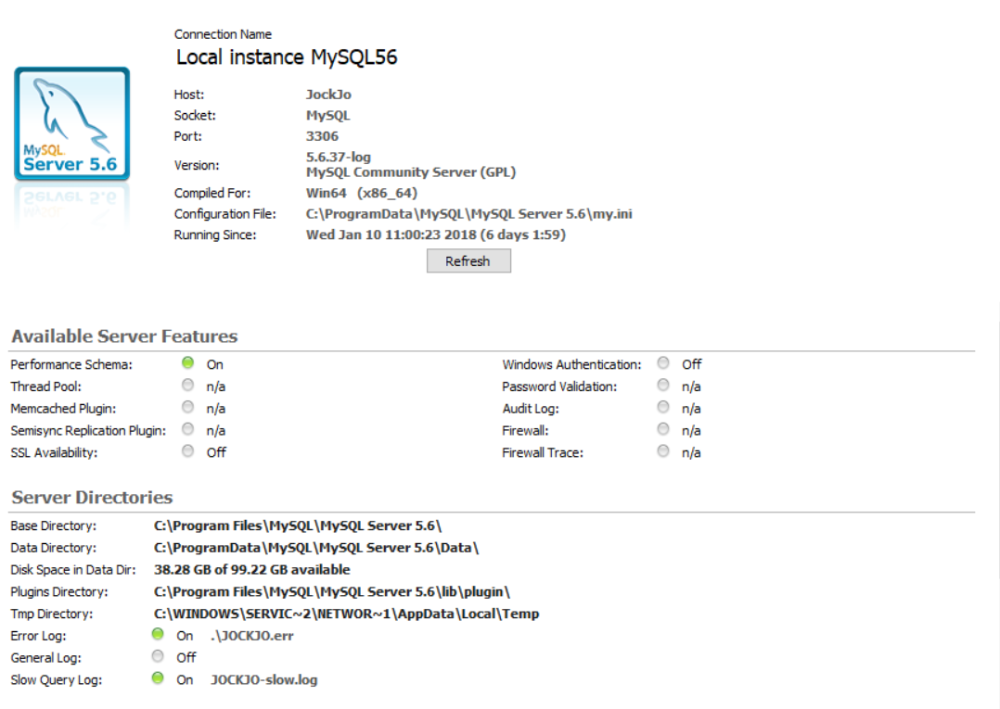 Connection Name
Local instance MySQL56
MySQL
Server 5.6
Host: JockJo
Socket: MySQL
Port: 3306
Version: 5.6.37-log
MySQL Community Server (GPL)
Compiled For: Win64 (x86_64)
Configuration File: C:\ProgramData\MySQL\MySQL Server 5.6\my.ini
Running Since: Wed Jan 10 11:00:23 2018 (6 days 1:59)
Refresh
Available Server Features
Performance Schema: On Windows Authentication: Off
Thread Pool: n/a Password Validation: n/a
Memcached Plugin: n/a Audit Log: n/a
Semisync Replication Plugin: n/a Firewall: n/a
SSL Availability: Off Firewall Trace: n/a
Server Directories
Base Directory: C:\Program Files\MySQL\MySQL Server 5.6\
Data Directory: C:\ProgramData\MySQL\MySQL Server 5.6\Data\
Disk Space in Data Dir: 38.28 GB of 99.22 GB available
Plugins Directory: C:\Program Files\MySQL\MySQL Server 5.6\lib\plugin\
Tmp Directory: C:\WINDOWS\SERVIC~2\NETWOR~1\AppData\Local\Temp
Error Log: On .\JOCKJO.err
General Log: Off
Slow Query Log: On JOCKJO-slow.log